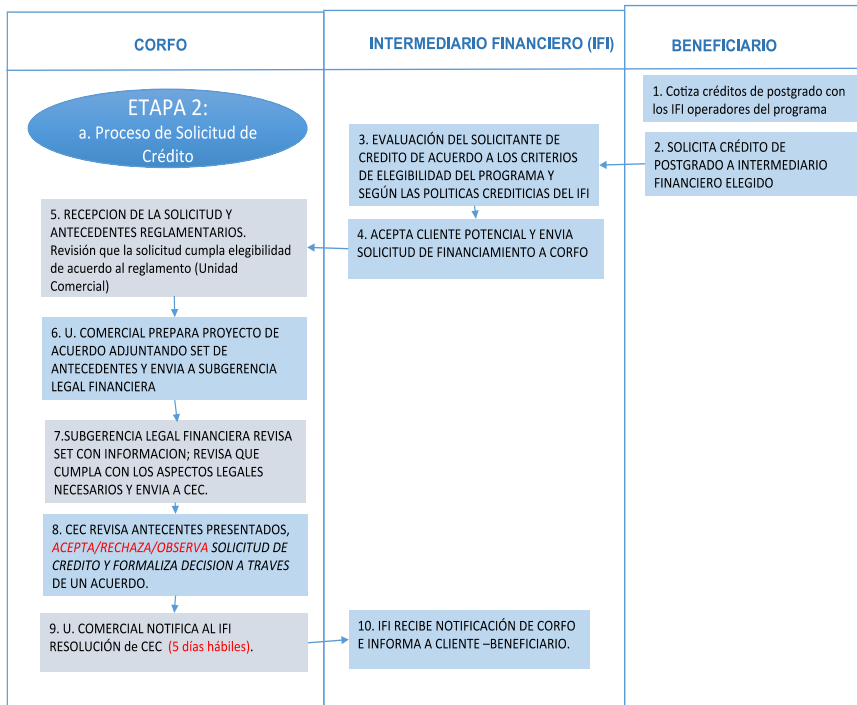 CORFO
INTERMEDIARIO FINANCIERO (IFI)
BENEFICIARIO
ETAPA 2:
a. Proceso de Solicitud de
Crédito
1. Cotiza créditos de postgrado con
los IFI operadores del programa
2. SOLICITA CRÉDITO DE
POSTGRADO A INTERMEDIARIO
FINANCIERO ELEGIDO
3. EVALUACIÓN DEL SOLICITANTE DE
CREDITO DE ACUERDO A LOS CRITERIOS
DE ELEGIBILIDAD DEL PROGRAMA Y
SEGÚN LAS POLITICAS CREDITICIAS DEL IFI
4. ACEPTA CLIENTE POTENCIAL Y ENVIA
SOLICITUD DE FINANCIAMIENTO A CORFO
5. RECEPCION DE LA SOLICITUD Y
ANTECEDENTES REGLAMENTARIOS.
Revisión que la solicitud cumpla elegibilidad
de acuerdo al reglamento (Unidad
Comercial)
6. U. COMERCIAL PREPARA PROYECTO DE
ACUERDO ADJUNTANDO SET DE
ANTECEDENTES Y ENVIA A SUBGERENCIA
LEGAL FINANCIERA
7.SUBGERENCIA LEGAL FINANCIERA REVISA
SET CON INFORMACION; REVISA QUE
CUMPLA CON LOS ASPECTOS LEGALES
NECESARIOS Y ENVIA A CEC.
8. CEC REVISA ANTECENTES PRESENTADOS,
ACEPTA/RECHAZA/OBSERVA SOLICITUD DE
CREDITO Y FORMALIZA DECISION A TRAVES
DE UN ACUERDO.
9. U. COMERCIAL NOTIFICA AL IFI
RESOLUCIÓN de CEC (5 días hábiles).
10. IFI RECIBE NOTIFICACIÓN DE CORFO
E INFORMA A CLIENTE –BENEFICIARIO.